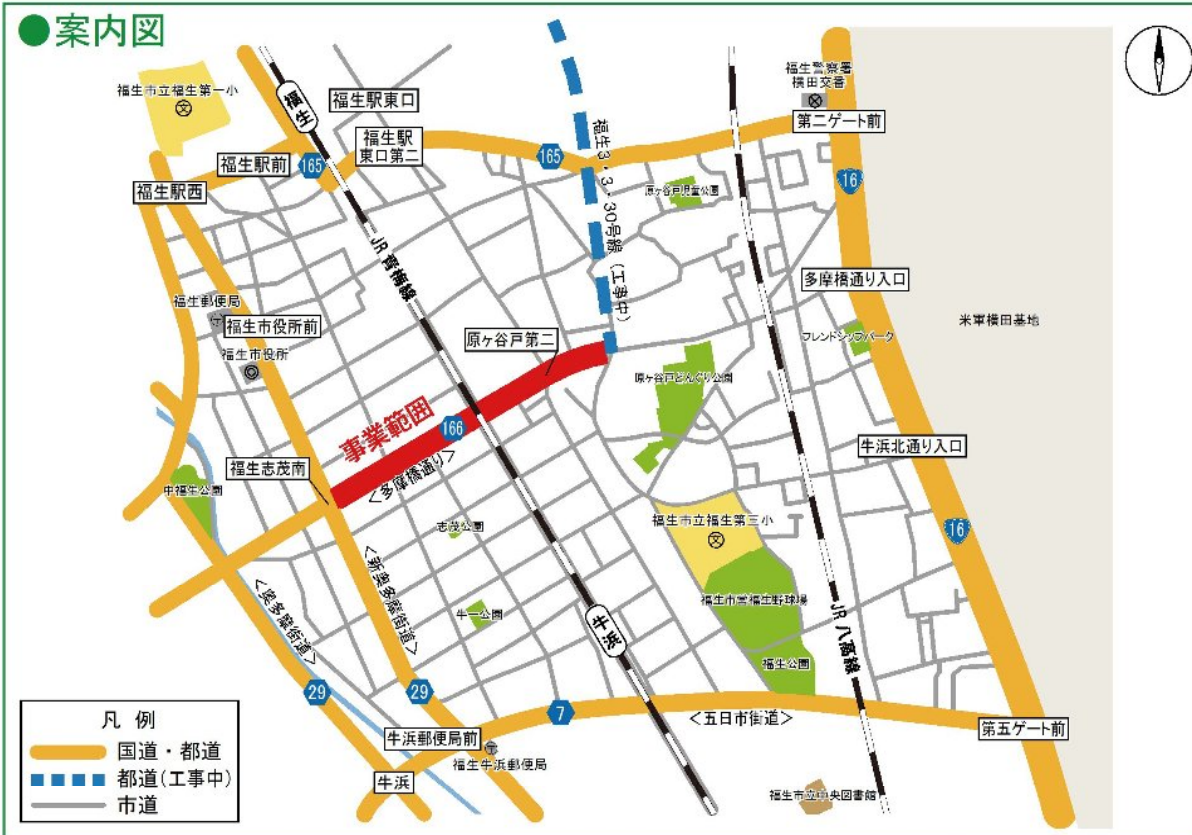 ●案内図
福生警察署
横田交番
福生市立福生第一小
文
福生
福生駅東口
第二ゲート前
福生駅
東口第二
165
福生駅前
165
福生3・3・30号線(工事中)
16
福生駅西
原ヶ谷戸児童公園
JR 青梅線
多摩橋通り入口
福生郵便局
福生市役所前
米軍横田基地
フレンドシップパーク
原ヶ谷戸第二
福生市役所
原ヶ谷戸どんぐり公園
事業範囲
166
<多摩橋通り>
牛浜北通り入口
福生志茂南
中福生公園
志茂公園
福生市立福生第三小
文
16
<新奥多摩街道>
<奥多摩街道>
牛一公園
福生市営福生野球場
牛浜
JR 八高線
福生公園
29
29
7
<五日市街道>
第五ゲート前
牛浜郵便局前
福生牛浜郵便局
牛浜
福生市立中央図書館
凡 例
国道・都道
都道(工事中)
市道